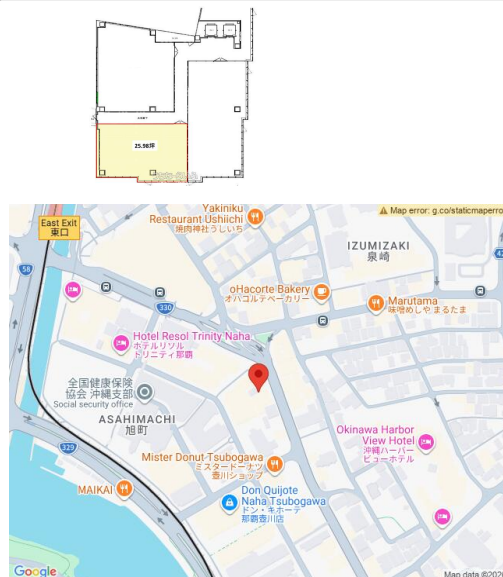 25.98坪
Yakiniku
Restaurant Ushiichi
焼肉神社うしいち
East Exit
東口
Map error: g.co/staticmaperro
IZUMIZAKI
泉崎
58
330
oHacorte Bakery
オハコルテベーカリー
Marutama
味噌めしや まるたま
Hotel Resol Trinity Naha
ホテルリソル
トリニティ那覇
全国健康保険
協会 沖縄支部
Social security office
ASAHIMACHI
旭町
Okinawa Harbor
View Hotel
沖縄ハーバー
ビューホテル
329
Mister Donut Tsubogawa
ミスタードーナツ
壺川ショップ
MAIKAI
Don Quijote
Naha Tsubogawa
ドン・キホーテ
那覇壺川店
Google
Map data ©2026